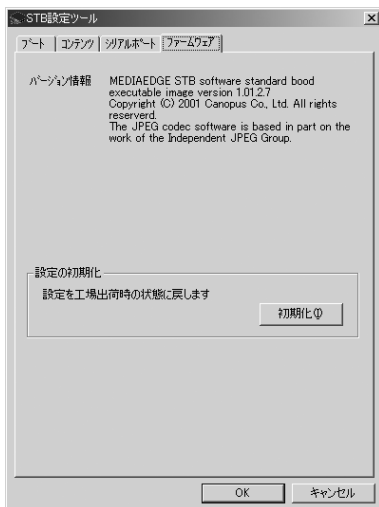 STB設定ツール
ブート コンテンツ シリアルポート ファームウェア
バージョン情報 MEDIAEDGE STB software standard bood
executable image version 1.01.2.7
Copyright (C) 2001 Canopus Co., Ltd. All rights
reserverd.
The JPEG codec software is based in part on the
work of the Independent JPEG Group.
設定の初期化
設定を工場出荷時の状態に戻します
初期化(I)
OK キャンセル